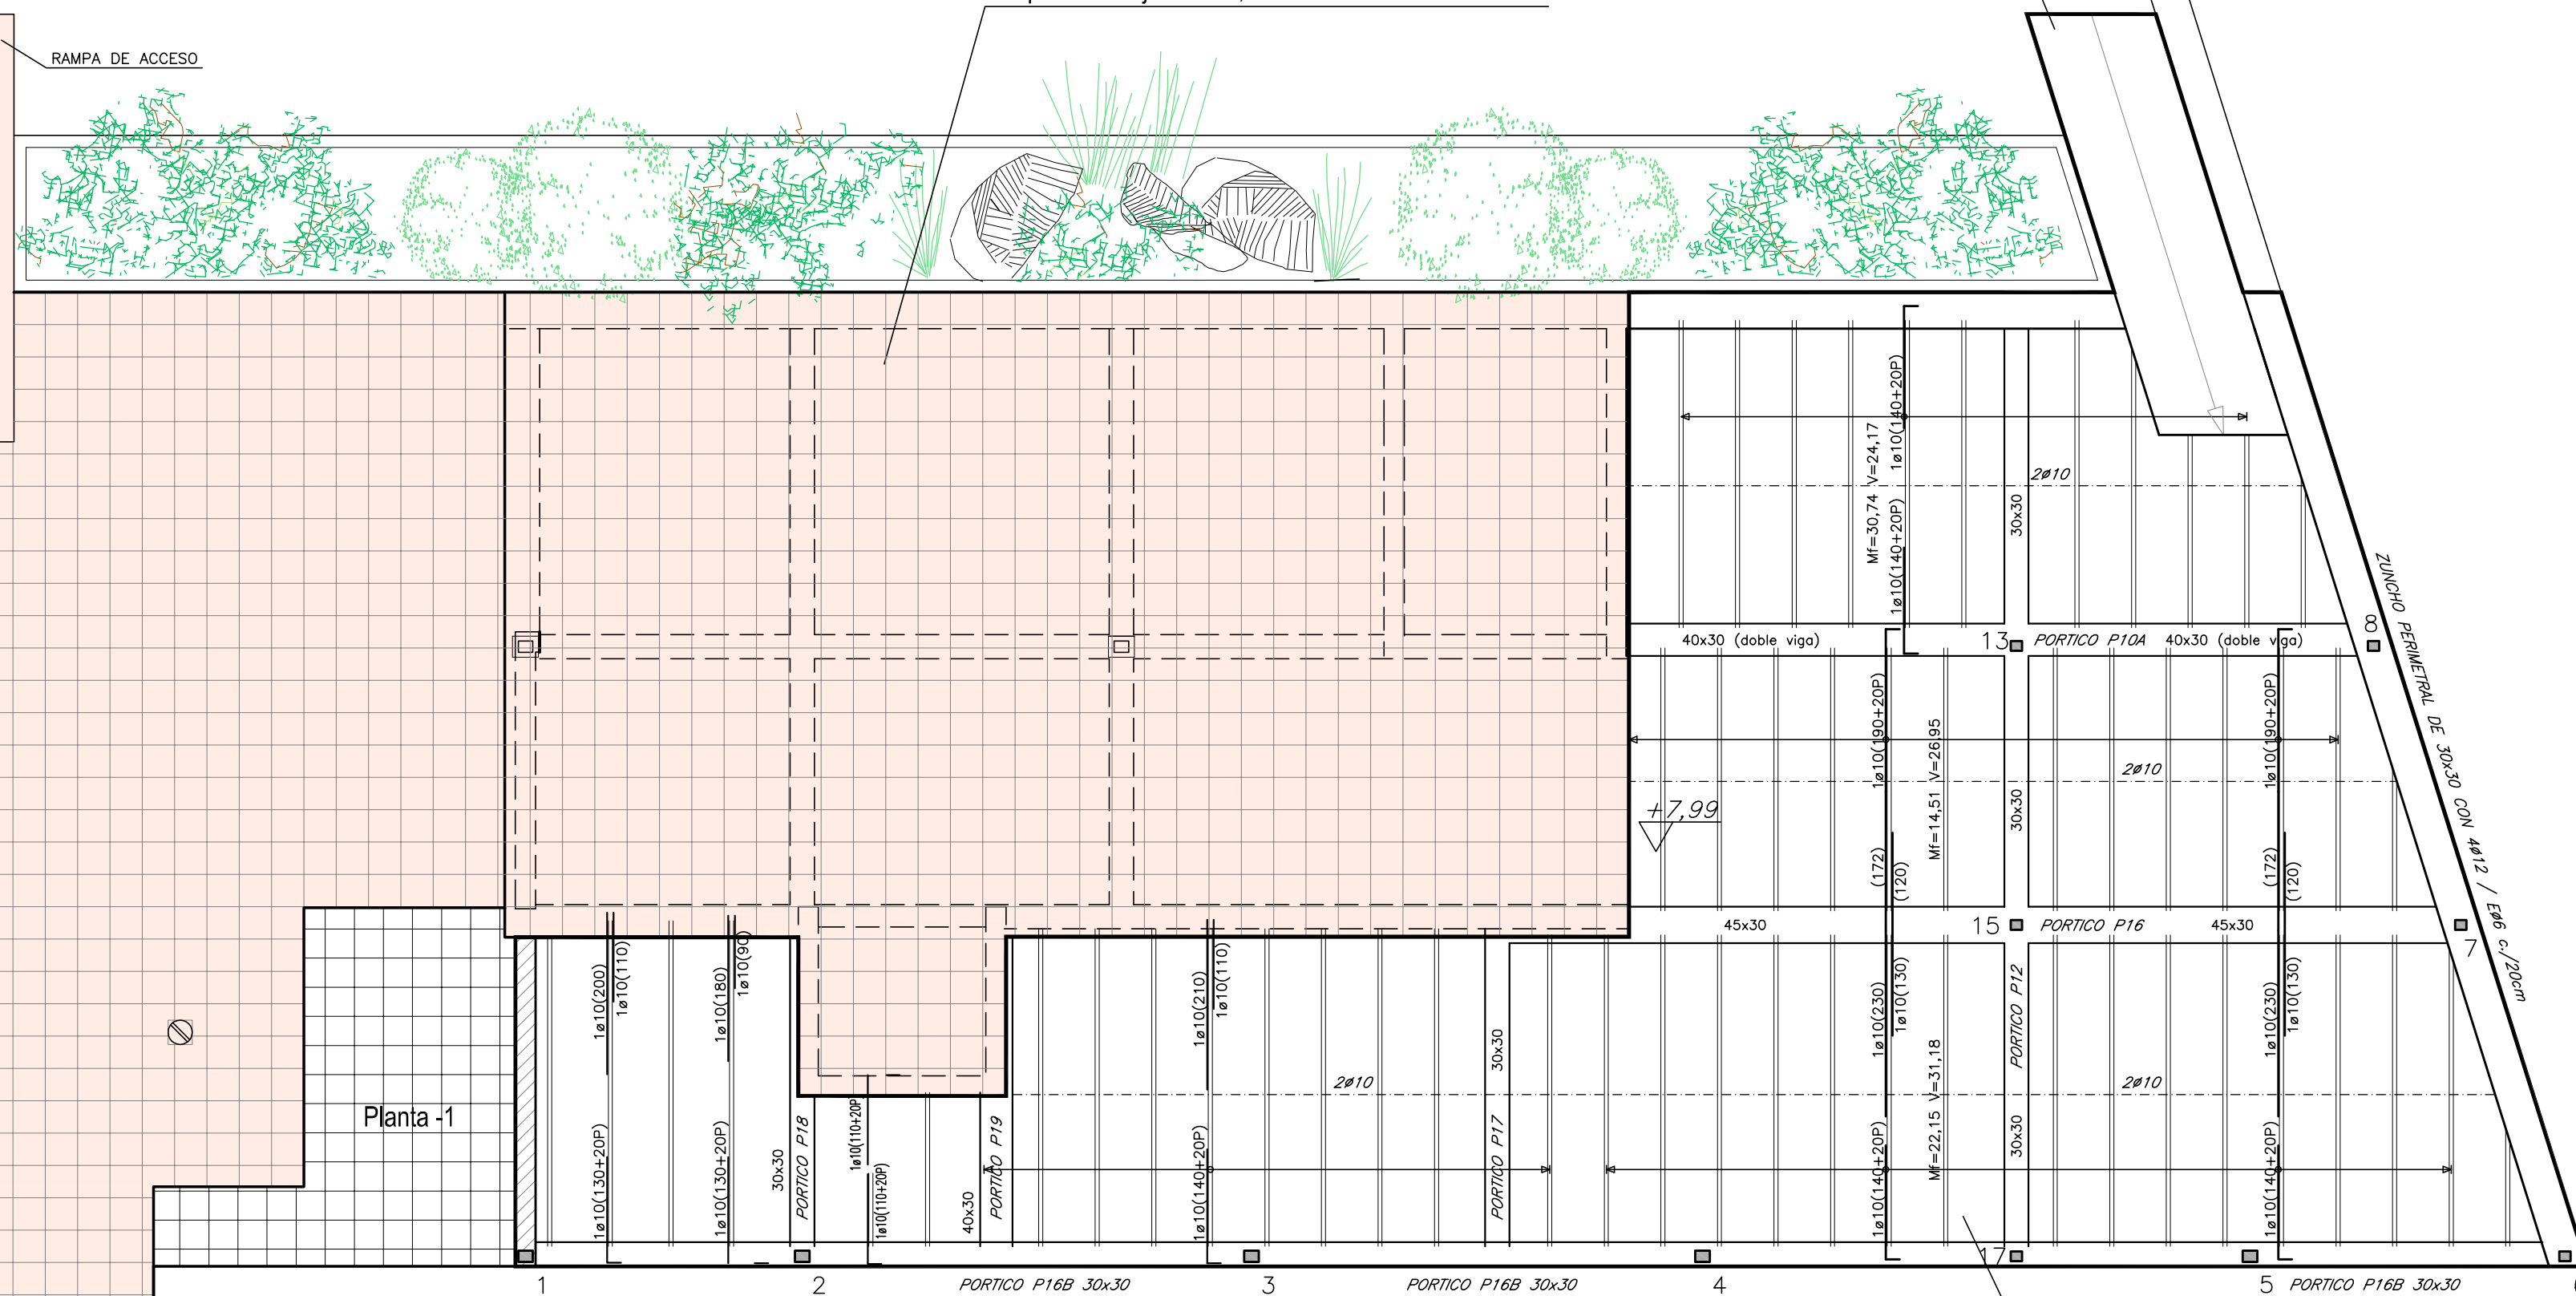 RAMPA DE ACCESO
1ø10(140+20P)
Mf=30,74 V=24,17
1ø10(140+20P)
2ø10
30x30
ZUNCHO PERIMETRAL DE 30x30 CON 4ø12 / Eø6 c./20cm
8
40x30 (doble viga)
13
PORTICO P10A
40x30 (doble viga)
1ø10(190+20P)
Mf=14,51 V=26,95
1ø10(190+20P)
2ø10
30x30
+7,99
(172)
(120)
(172)
(120)
45x30
15
PORTICO P16
45x30
7
1ø10(200)
1ø10(110)
1ø10(180)
1ø10(90)
1ø10(210)
1ø10(110)
1ø10(230)
1ø10(130)
PORTICO P12
1ø10(230)
1ø10(130)
30x30
2ø10
2ø10
Planta -1
1ø10(130+20P)
1ø10(130+20P)
30x30
PORTICO P18
1ø10(110+20P)
1ø10(110+20P)
40x30
PORTICO P19
1ø10(140+20P)
PORTICO P17
1ø10(140+20P)
Mf=22,15 V=31,18
30x30
1ø10(140+20P)
17
1
2
PORTICO P16B 30x30
3
PORTICO P16B 30x30
4
5
PORTICO P16B 30x30